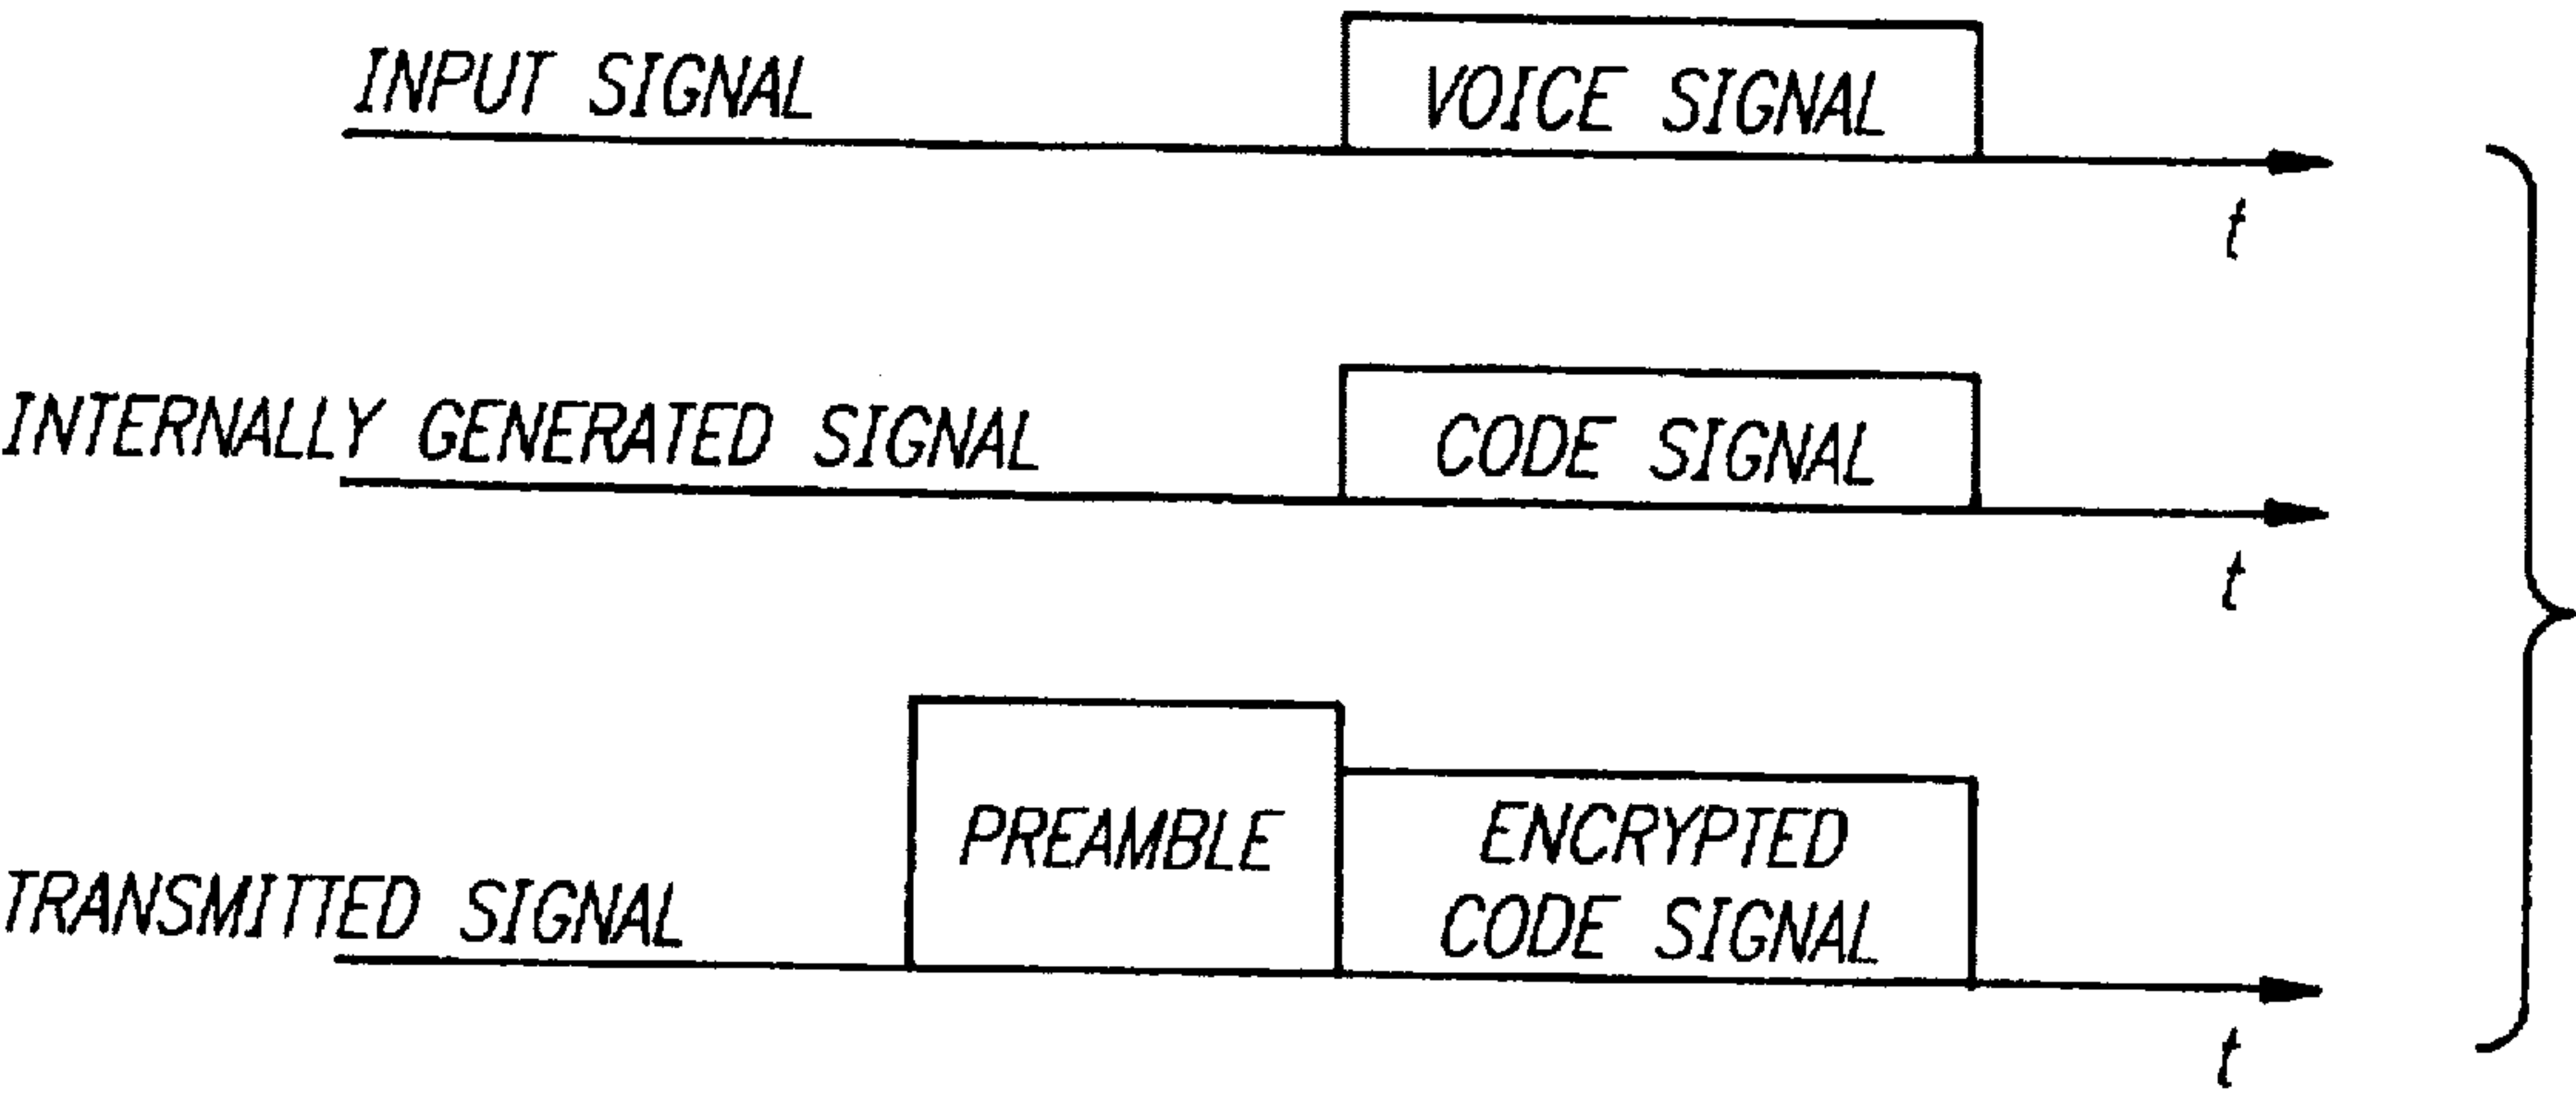 INPUT SIGNAL
VOICE SIGNAL
t
INTERNALLY GENERATED SIGNAL
CODE SIGNAL
t
TRANSMITTED SIGNAL
PREAMBLE
ENCRYPTED
CODE SIGNAL
t